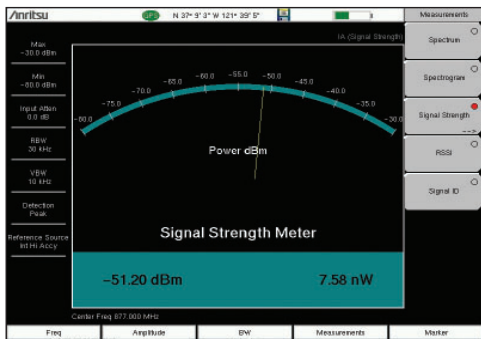 Anritsu GPS N 37° 9' 3" W 121° 39' 5" Measurements
IA (Signal Strength)
Max
-30.0 dBm
Min
-80.0 dBm
Input Atten
0.0 dB
RBW
30 kHz
VBW
10 kHz
Detection
Peak
Reference Source
Int Hi Accy
-80.0 -75.0 -70.0 -65.0 -60.0 -55.0 -50.0 -45.0 -40.0 -35.0 -30.0
Power dBm
Signal Strength Meter
-51.20 dBm 7.58 nW
Center Freq 677.000 MHz
Spectrum
Spectrogram
Signal Strength
-->
RSSI
Signal ID
Freq Amplitude BW Measurements Marker